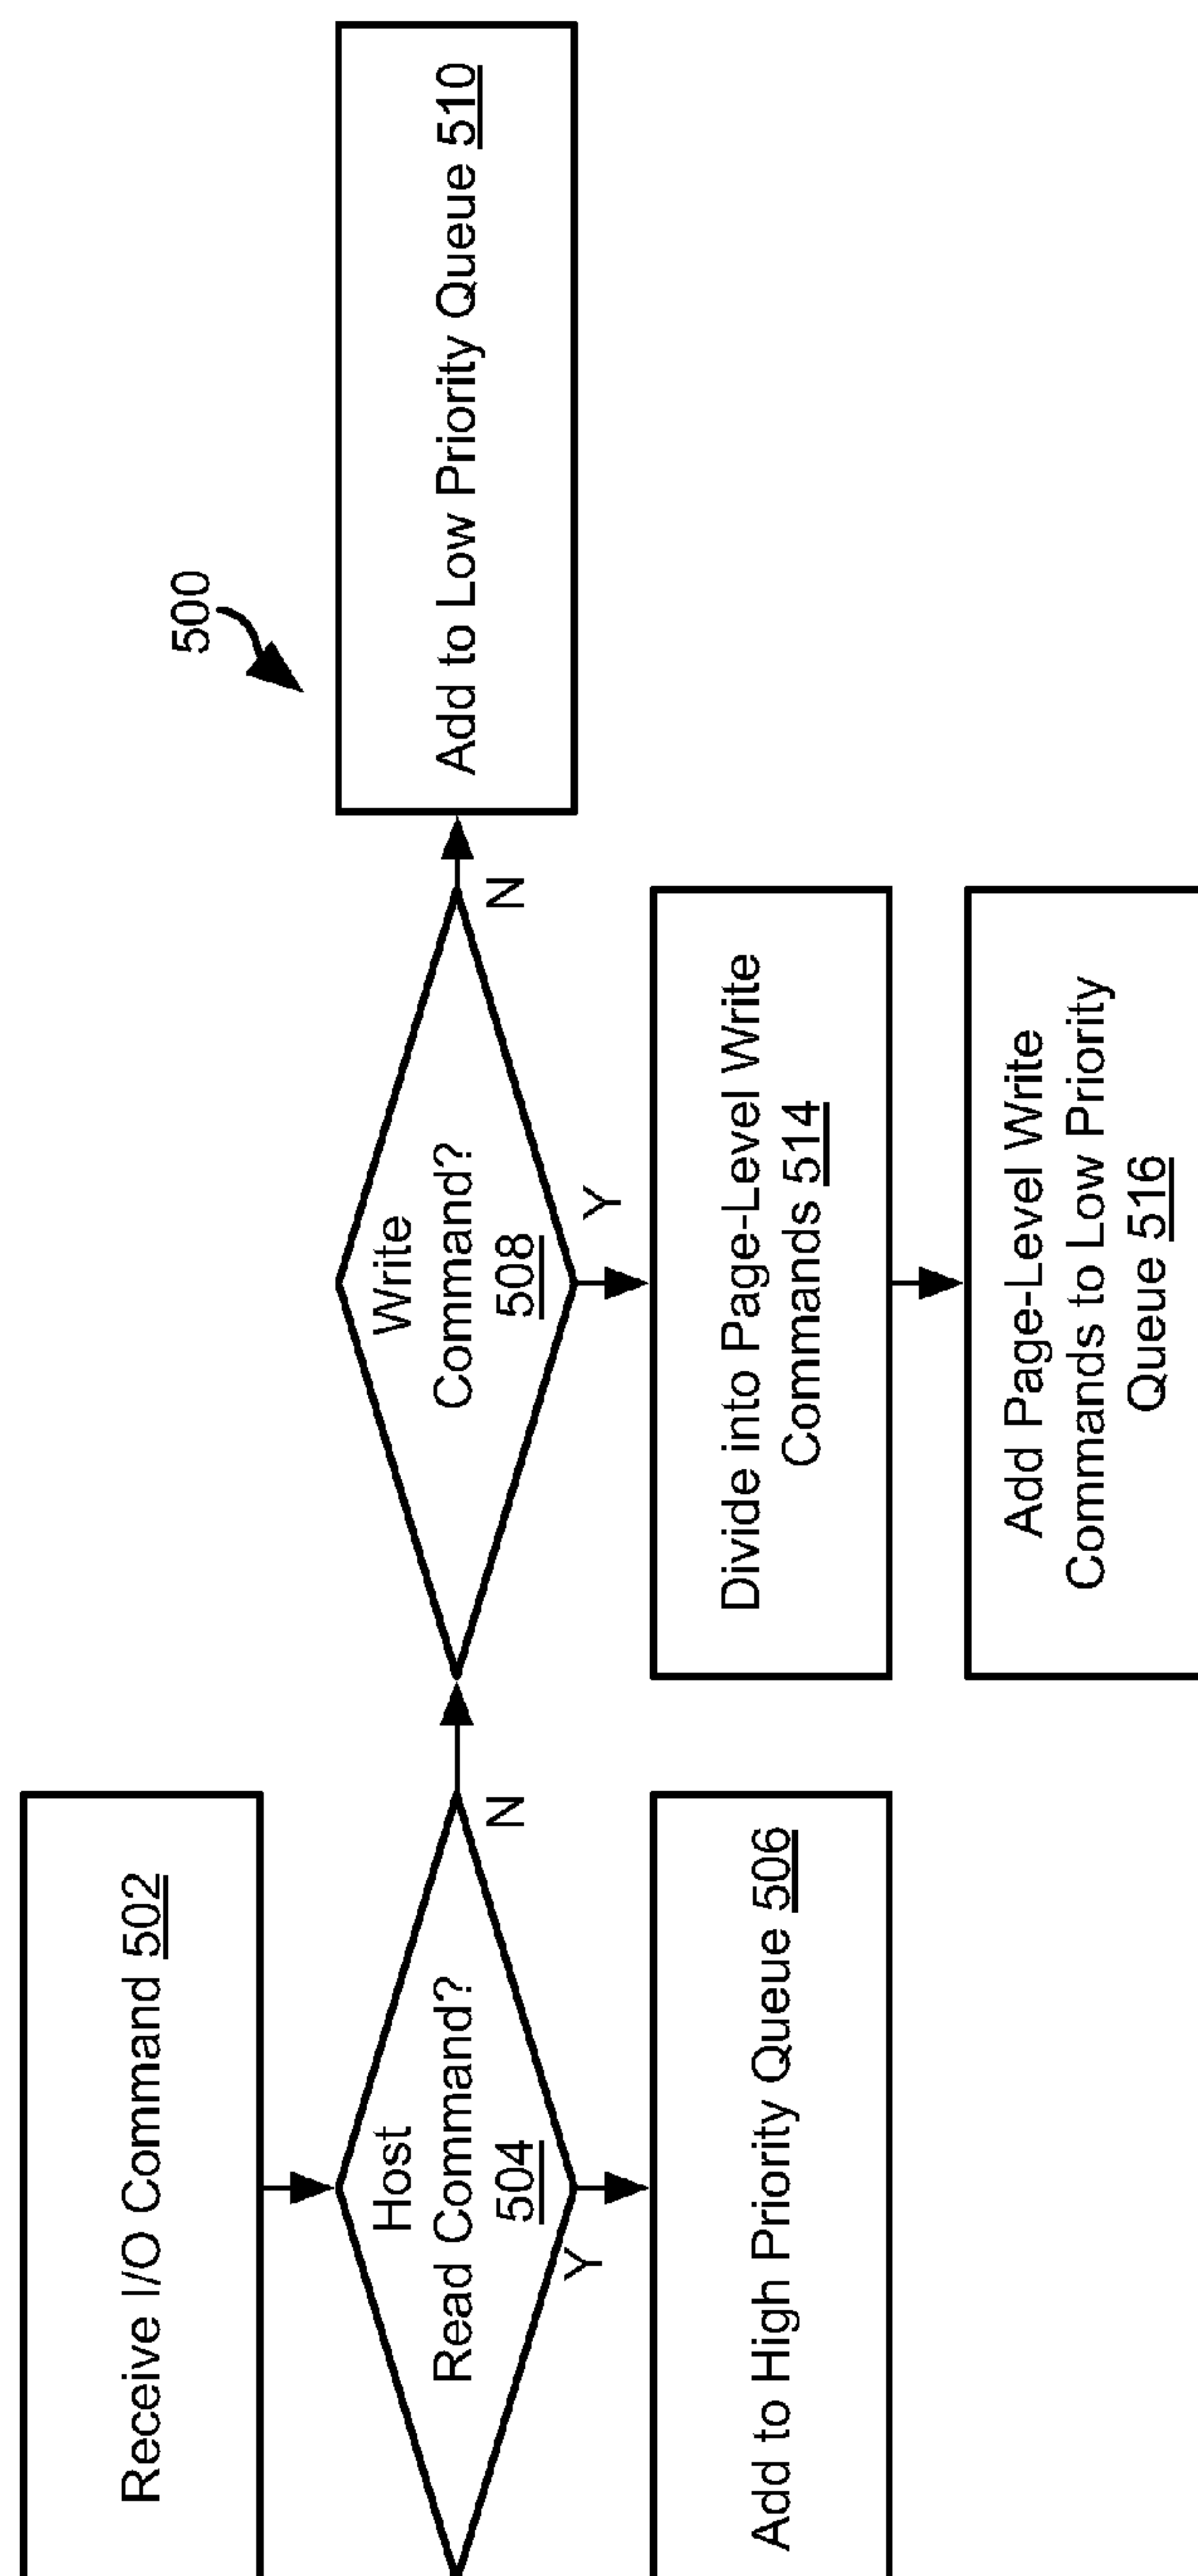 500
Receive I/O Command 502
Host
Read Command?
504
N
Y
Write
Command?
508
N
Y
Add to Low Priority Queue 510
Add to High Priority Queue 506
Divide into Page-Level Write
Commands 514
Add Page-Level Write
Commands to Low Priority
Queue 516